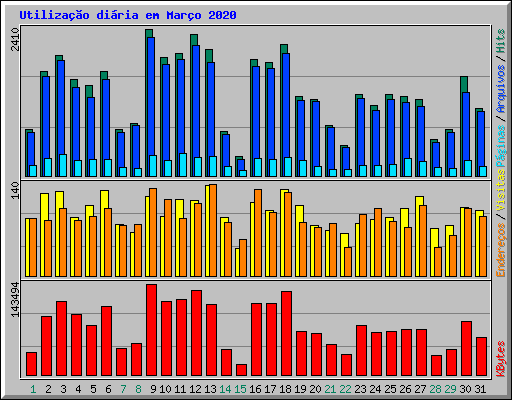 Utilização diária em Março 2020
2410
140
143494
Endereços / Visitas Páginas / Arquivos / Hits
KBytes
1 2 3 4 5 6 7 8 9 10 11 12 13 14 15 16 17 18 19 20 21 22 23 24 25 26 27 28 29 30 31